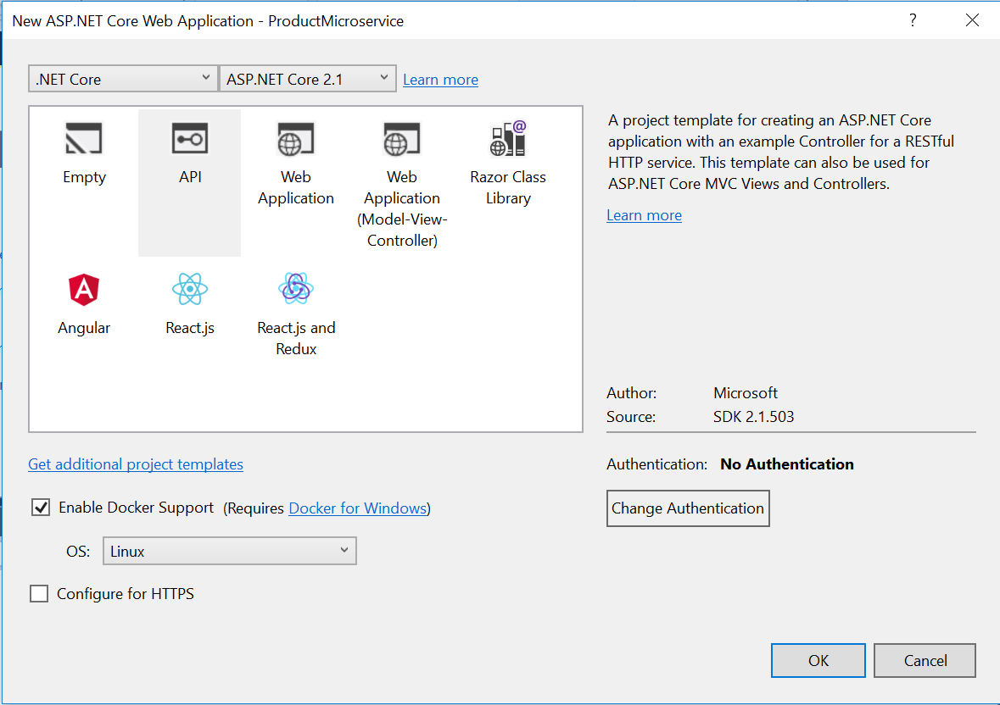 New ASP.NET Core Web Application - ProductMicroservice
?
.NET Core
ASP.NET Core 2.1
Learn more
Empty
API
Web
Application
Web
Application
(Model-View-
Controller)
@
Razor Class
Library
A
Angular
React.js
React.js and
Redux
A project template for creating an ASP.NET Core
application with an example Controller for a RESTful
HTTP service. This template can also be used for
ASP.NET Core MVC Views and Controllers.
Learn more
Author: Microsoft
Source: SDK 2.1.503
Get additional project templates
Authentication: No Authentication
Enable Docker Support (Requires Docker for Windows)
Change Authentication
OS: Linux
Configure for HTTPS
OK
Cancel